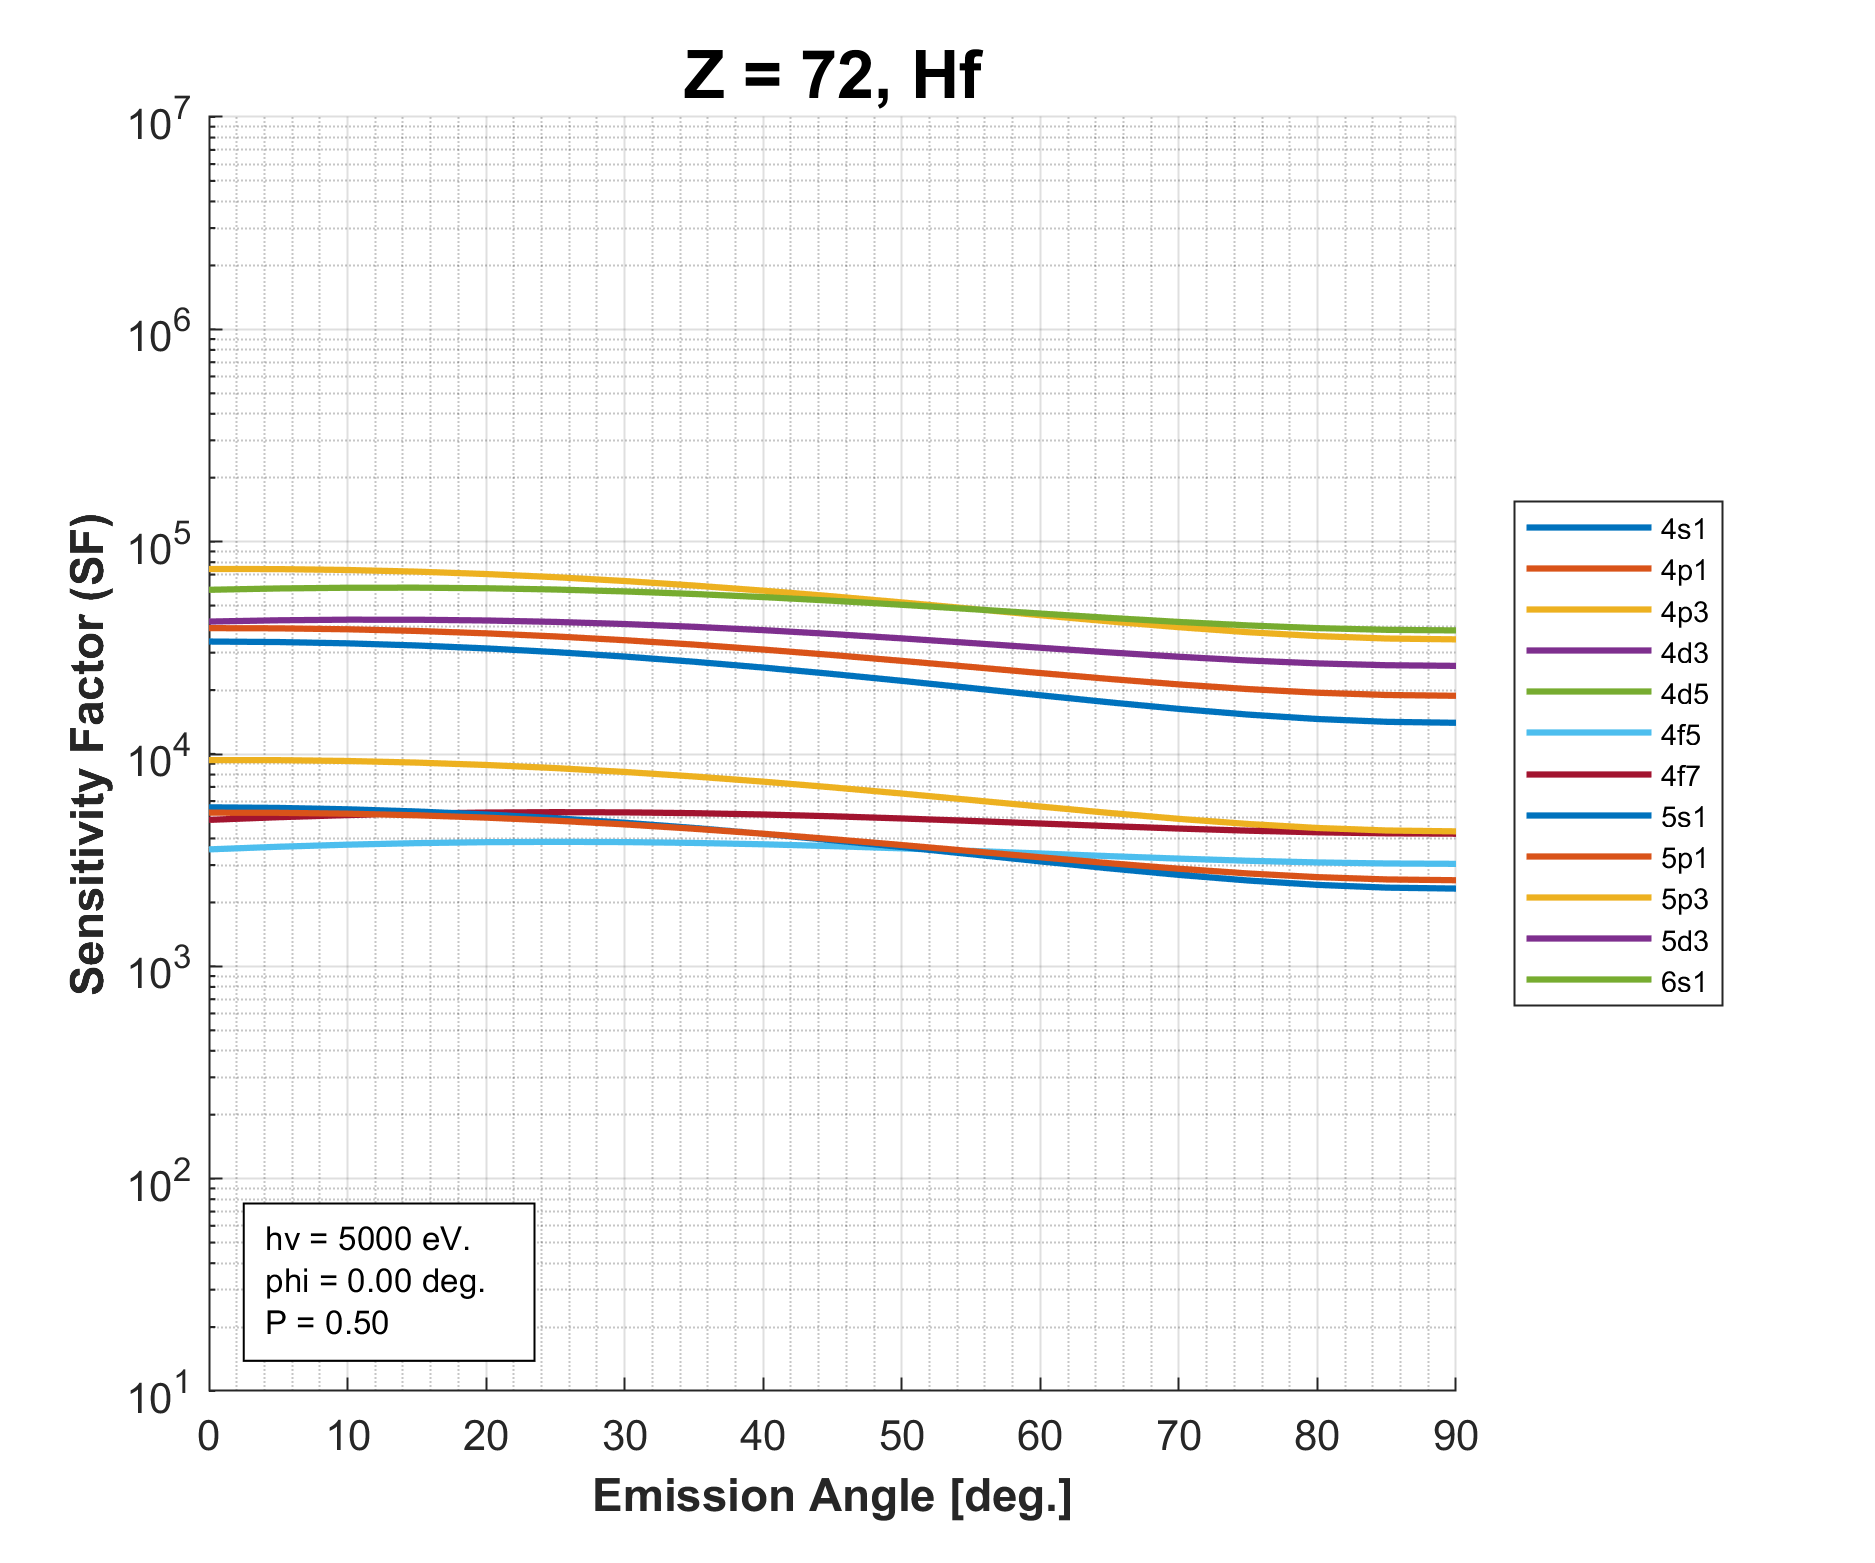 Z = 72, Hf
10^7
10^6
10^5
10^4
10^3
10^2
10^1
Sensitivity Factor (SF)
0 10 20 30 40 50 60 70 80 90
Emission Angle [deg.]
hv = 5000 eV.
phi = 0.00 deg.
P = 0.50
4s1
4p1
4p3
4d3
4d5
4f5
4f7
5s1
5p1
5p3
5d3
6s1